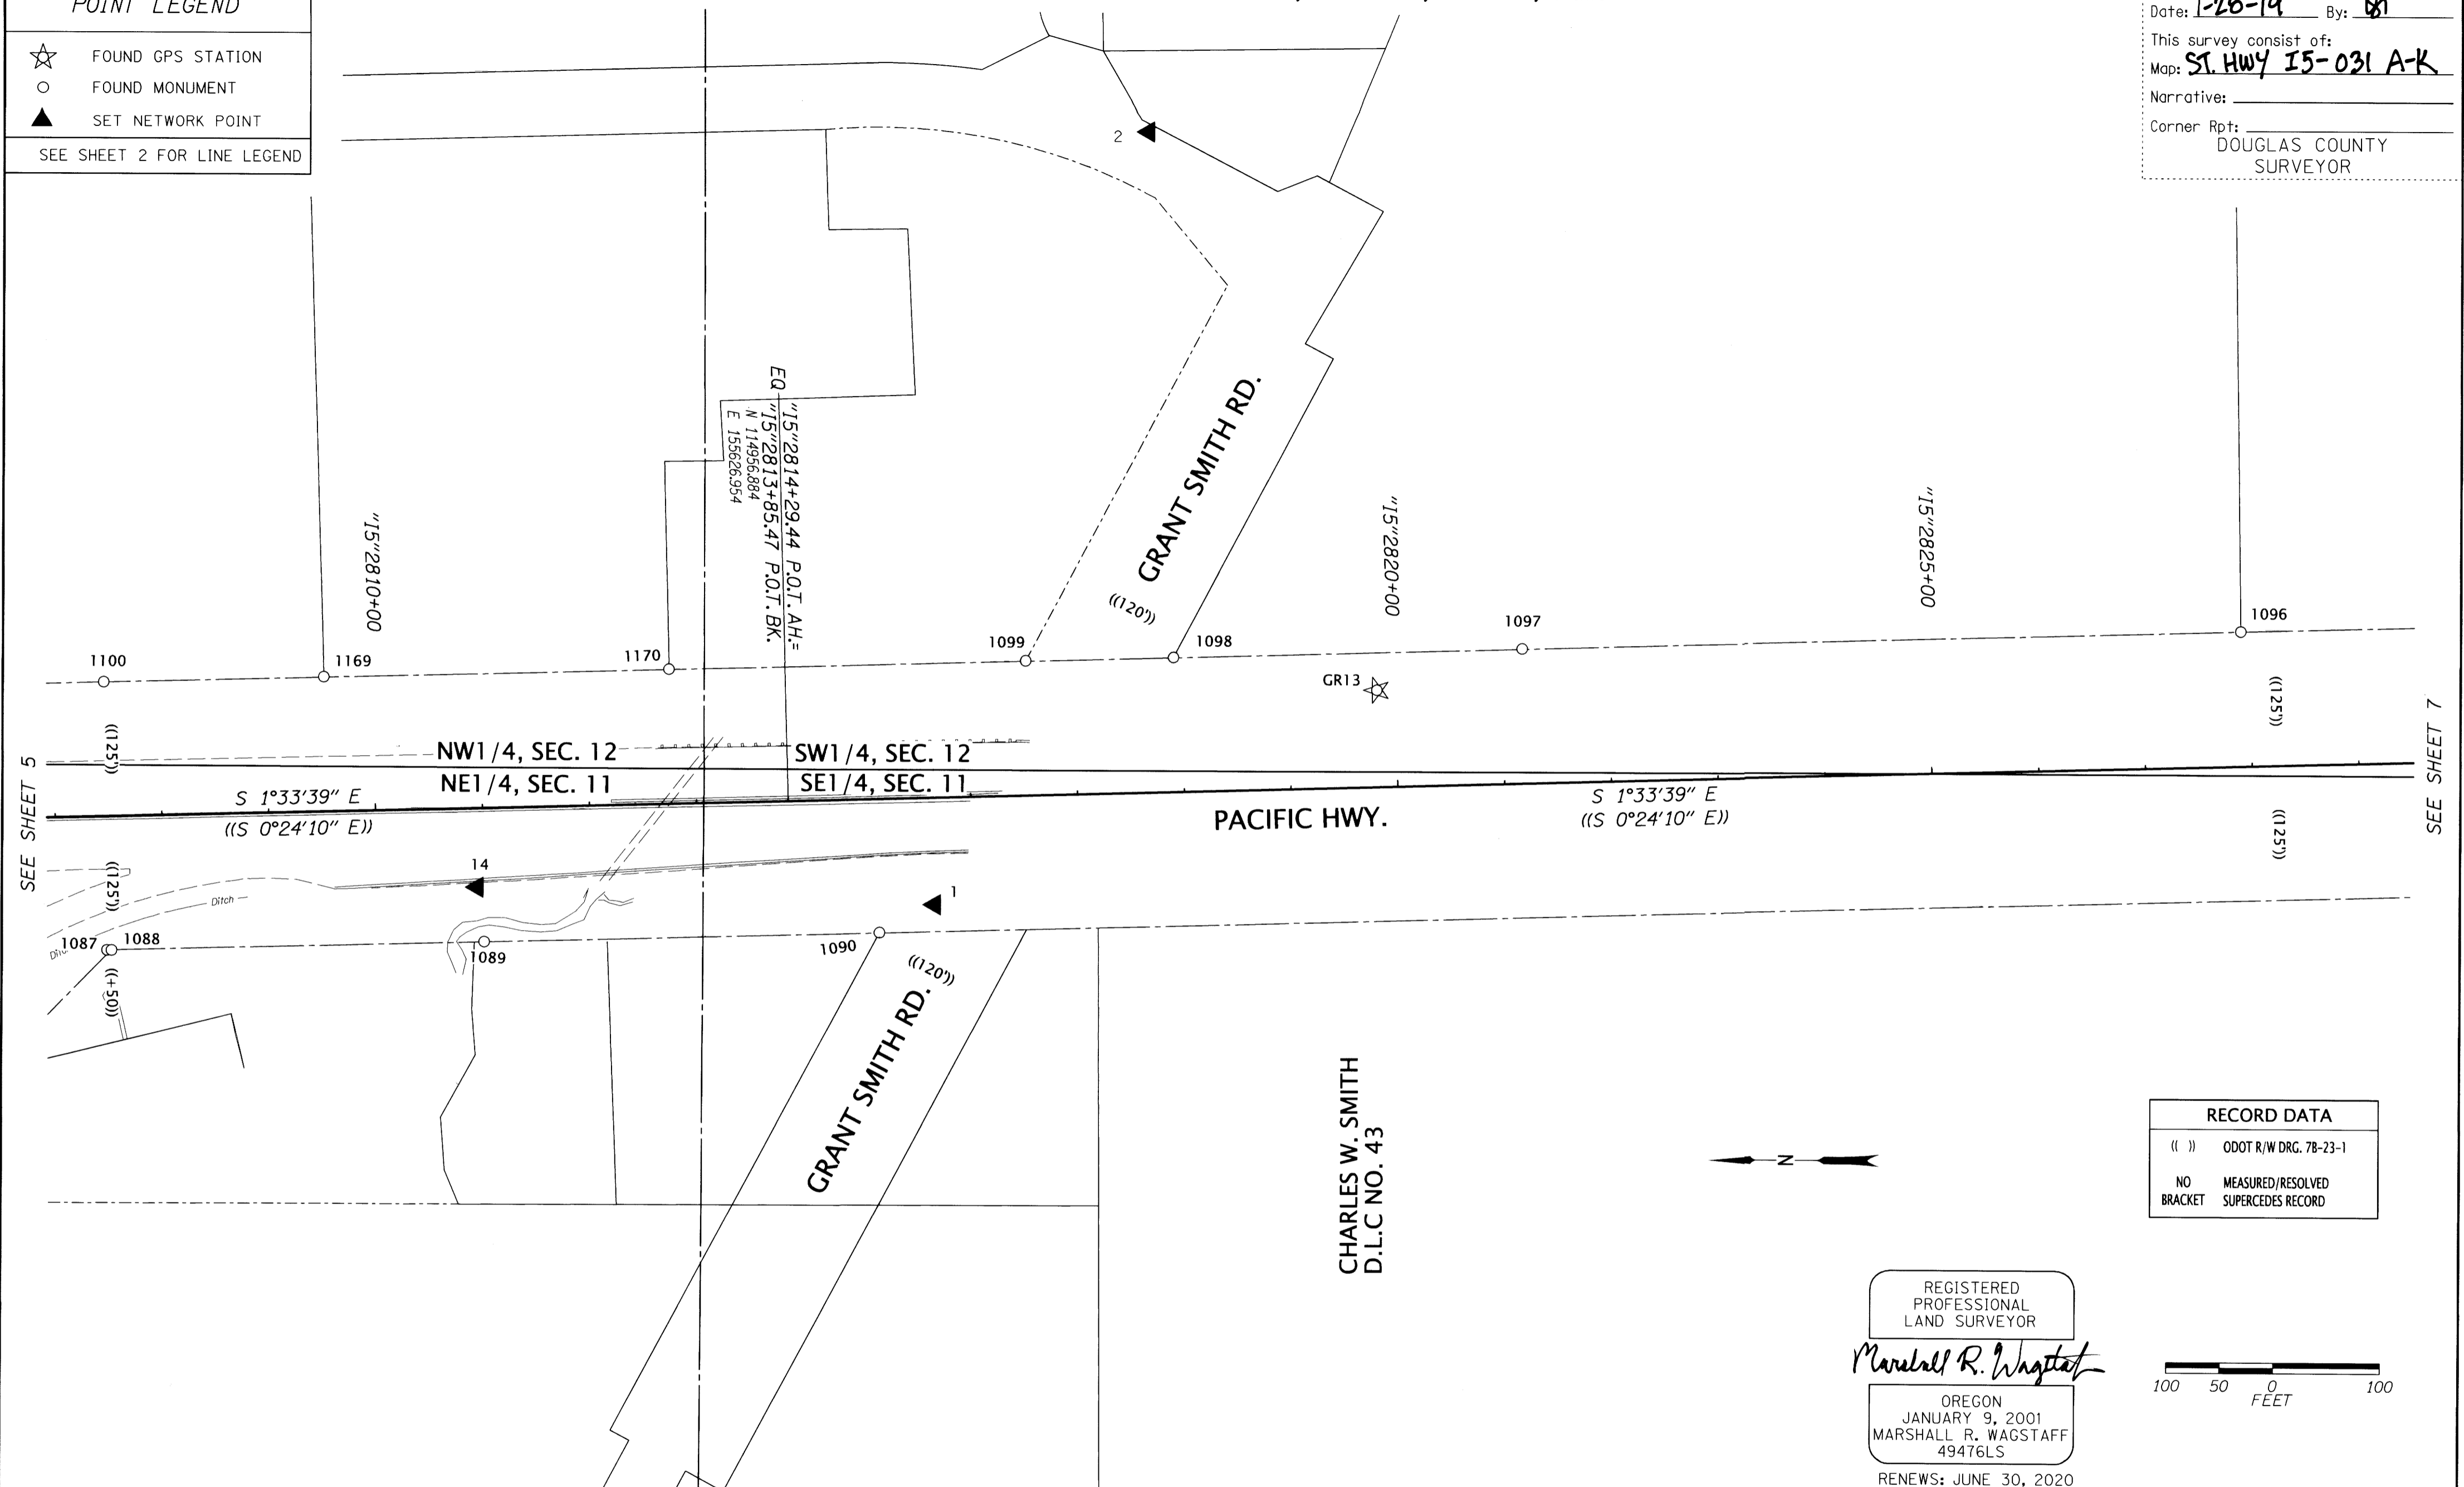 POINT LEGEND
FOUND GPS STATION
FOUND MONUMENT
SET NETWORK POINT
SEE SHEET 2 FOR LINE LEGEND
Date: 1-28-19 By:
This survey consist of:
Map: ST. HWY I5-031 A-K
Narrative:
Corner Rpt:
DOUGLAS COUNTY
SURVEYOR
2
EQ
"I5"2814+29.44 P.O.T. AH.=
"I5"2813+85.47 P.O.T. BK.
N 114956.884
E 155626.954
"I5"2810+00
"I5"2820+00
"I5"2825+00
GRANT SMITH RD.
((120'))
1100
1169
1170
1099
1098
1097
1096
GR13
((125'))
((125'))
SEE SHEET 5
SEE SHEET 7
NW1/4, SEC. 12
SW1/4, SEC. 12
NE1/4, SEC. 11
SE1/4, SEC. 11
S 1°33'39" E
((S 0°24'10" E))
PACIFIC HWY.
S 1°33'39" E
((S 0°24'10" E))
((125'))
((125'))
14
1
Ditch
Ditch
1087
1088
1089
1090
((+50))
((120'))
GRANT SMITH RD.
CHARLES W. SMITH
D.L.C NO. 43
N
RECORD DATA
(( )) ODOT R/W DRG. 7B-23-1
NO MEASURED/RESOLVED
BRACKET SUPERCEDES RECORD
REGISTERED
PROFESSIONAL
LAND SURVEYOR
Marshall R. Wagstaff
OREGON
JANUARY 9, 2001
MARSHALL R. WAGSTAFF
49476LS
RENEWS: JUNE 30, 2020
100 50 0 100
FEET